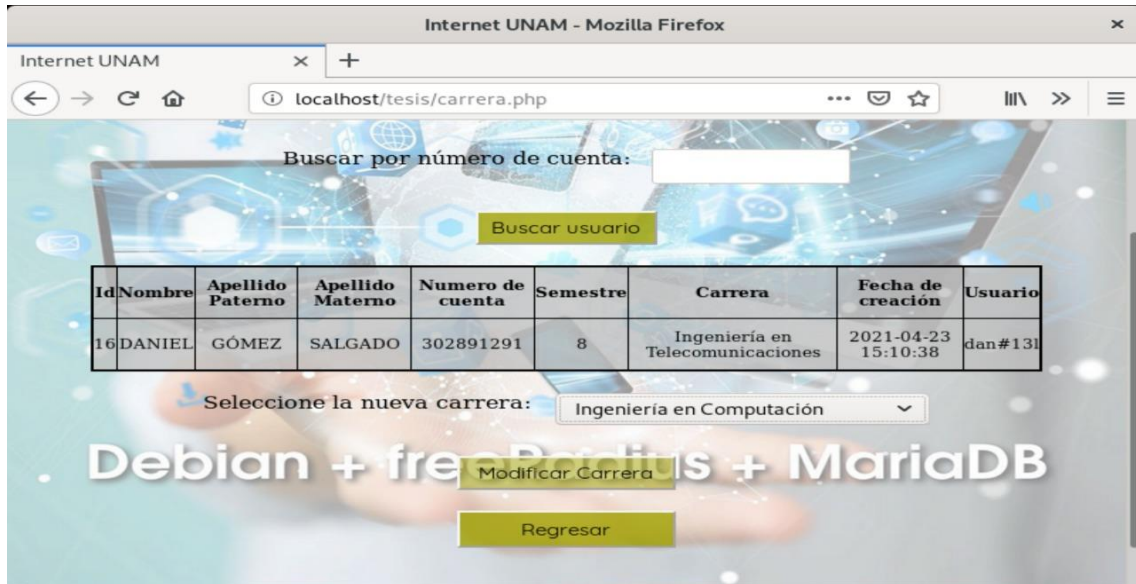 Internet UNAM - Mozilla Firefox
Internet UNAM
localhost/tesis/carrera.php
Buscar por número de cuenta:
Buscar usuario
Id Nombre Apellido Paterno Apellido Materno Numero de cuenta Semestre Carrera Fecha de creación Usuario
16 DANIEL GÓMEZ SALGADO 302891291 8 Ingeniería en Telecomunicaciones 2021-04-23 15:10:38 dan#131
Seleccione la nueva carrera: Ingeniería en Computación
Debian + freeRadius + MariaDB
Modificar Carrera
Regresar